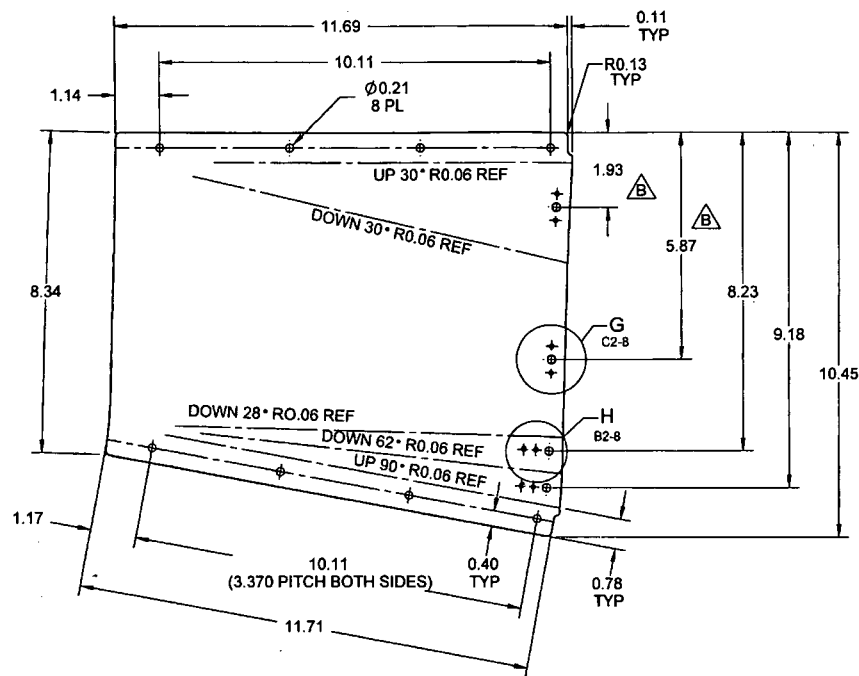 11.69
0.11
TYP
10.11
R0.13
TYP
1.14
Ø0.21
8 PL
1.93
B
UP 30° R0.06 REF
B
DOWN 30° R0.06 REF
5.87
8.34
8.23
9.18
G
C2-8
10.45
DOWN 28° RO.06 REF
H
B2-8
DOWN 62° R0.06 REF
UP 90° R0.06 REF
1.17
10.11
(3.370 PITCH BOTH SIDES)
0.40
TYP
0.78
TYP
11.71